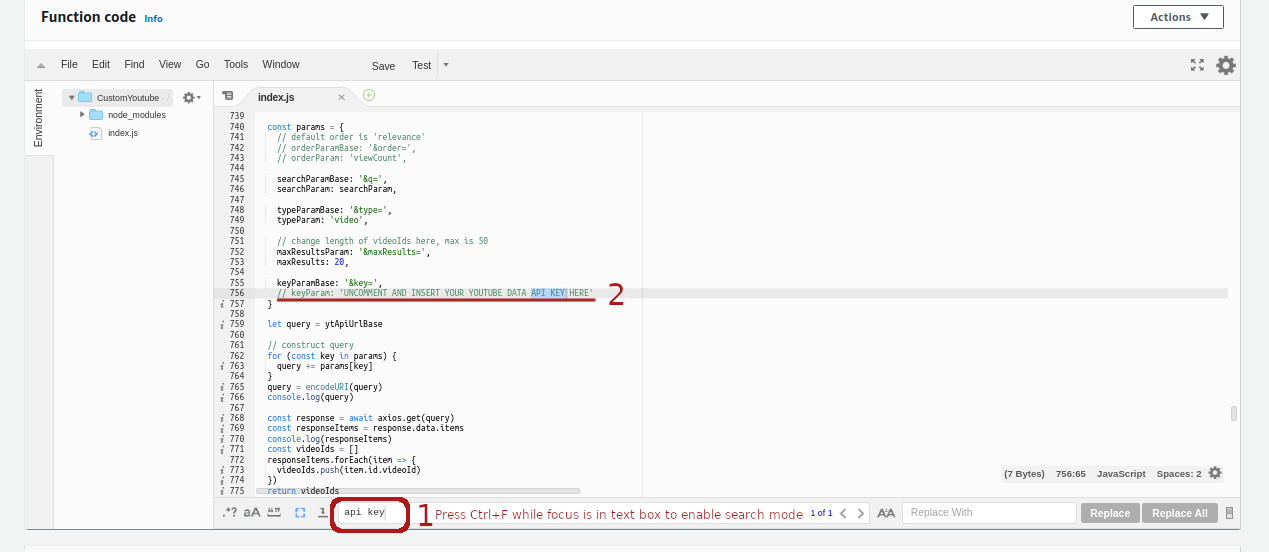 Function code Info
Actions
File Edit Find View Go Tools Window Save Test
Environment
CustomYoutube - /
node_modules
index.js
index.js
739
740 const params = {
741 // default order is 'relevance'
742 // orderParamBase: '&order=',
743 // orderParam: 'viewCount',
744
745 searchParamBase: '&q=',
746 searchParam: searchParam,
747
748 typeParamBase: '&type=',
749 typeParam: 'video',
750
751 // change length of videoIds here, max is 50
752 maxResultsParam: '&maxResults=',
753 maxResults: 20,
754
755 keyParamBase: '&key=',
756 // keyParam: 'UNCOMMENT AND INSERT YOUR YOUTUBE DATA API KEY HERE'
2
i 757 }
758
i 759 let query = ytApiUrlBase
760
761 // construct query
762 for (const key in params) {
i 763 query += params[key]
764 }
i 765 query = encodeURI(query)
i 766 console.log(query)
767
i 768 const response = await axios.get(query)
i 769 const responseItems = response.data.items
i 770 console.log(responseItems)
i 771 const videoIds = []
i 772 responseItems.forEach(item => {
i 773 videoIds.push(item.id.videoId)
i 774 })
i 775 return videoIds
(7 Bytes) 756:65 JavaScript Spaces: 2
.*? aA api key 1 Press Ctrl+F while focus is in text box to enable search mode 1 of 1 AA Replace With Replace Replace All